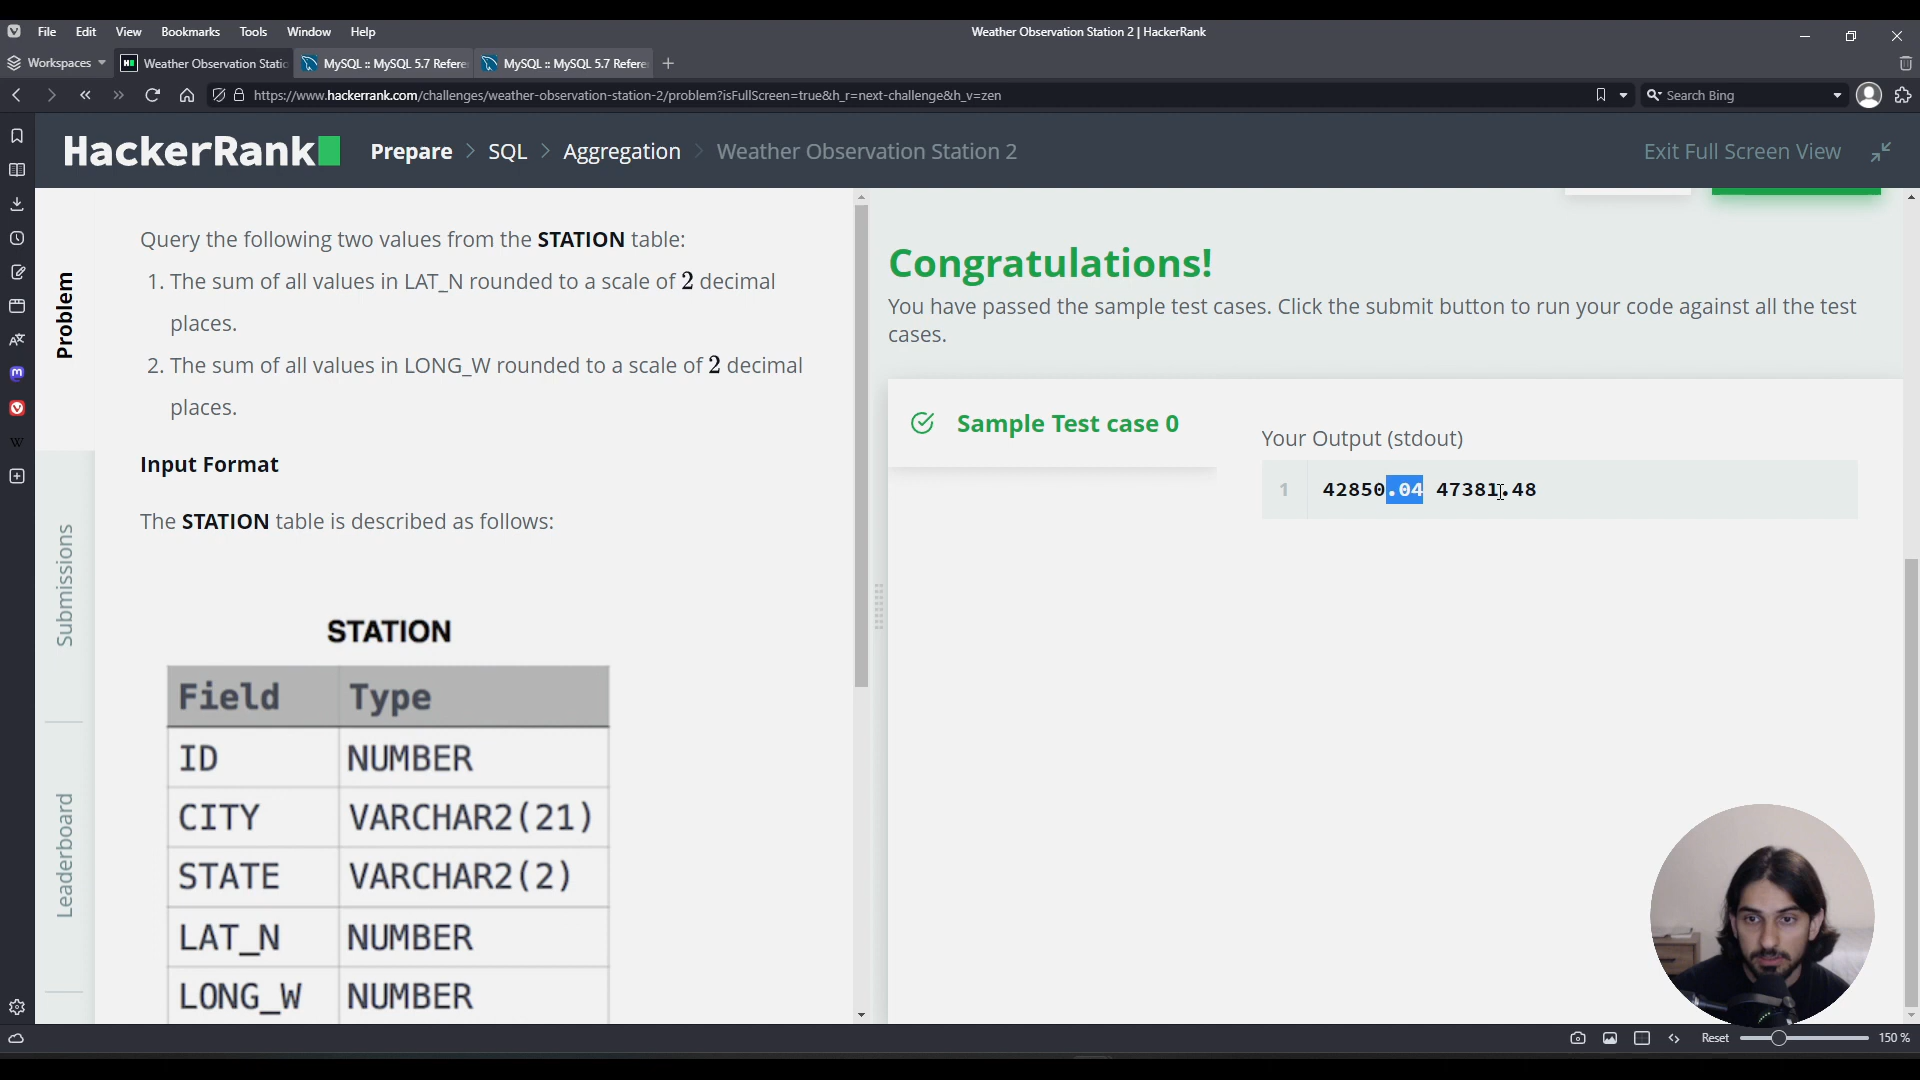 File Edit View Bookmarks Tools Window Help
Weather Observation Station 2 | HackerRank
Workspaces
Weather Observation Static
MySQL :: MySQL 5.7 Refere
MySQL :: MySQL 5.7 Refere
https://www.hackerrank.com/challenges/weather-observation-station-2/problem?isFullScreen=true&h_r=next-challenge&h_v=zen
Search Bing
HackerRank
Prepare > SQL > Aggregation > Weather Observation Station 2
Exit Full Screen View
Problem
Submissions
Leaderboard
Query the following two values from the STATION table:
1. The sum of all values in LAT_N rounded to a scale of 2 decimal
places.
2. The sum of all values in LONG_W rounded to a scale of 2 decimal
places.
Input Format
The STATION table is described as follows:
STATION
Field Type
ID NUMBER
CITY VARCHAR2(21)
STATE VARCHAR2(2)
LAT_N NUMBER
LONG_W NUMBER
Congratulations!
You have passed the sample test cases. Click the submit button to run your code against all the test
cases.
Sample Test case 0
Your Output (stdout)
1 42850.04 47381.48
Reset
150 %